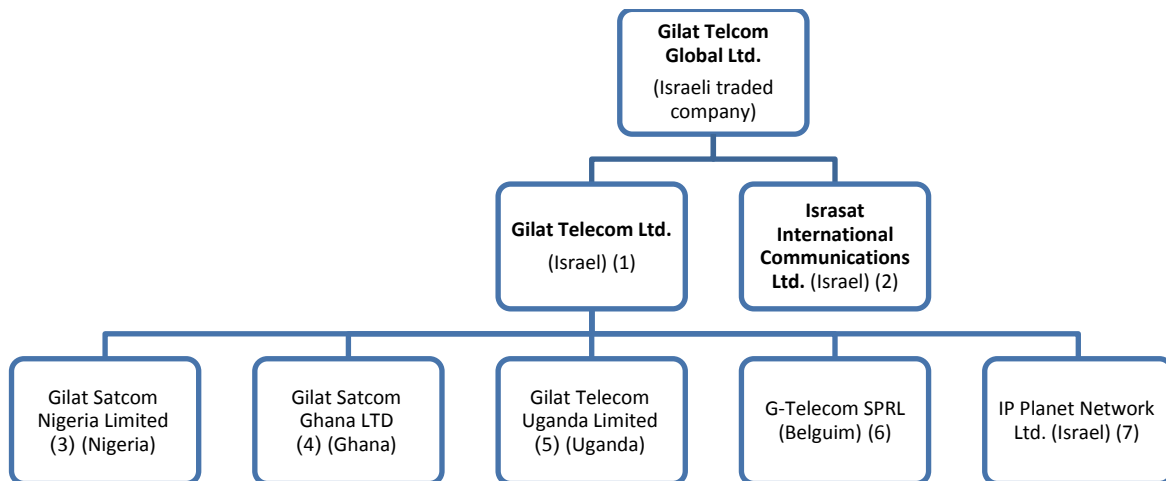 Gilat Telcom
Global Ltd.
(Israeli traded
company)
Gilat Telecom Ltd.
(Israel) (1)
Israsat
International
Communications
Ltd. (Israel) (2)
Gilat Satcom
Nigeria Limited
(3) (Nigeria)
Gilat Satcom
Ghana LTD
(4) (Ghana)
Gilat Telecom
Uganda Limited
(5) (Uganda)
G-Telecom SPRL
(Belguim) (6)
IP Planet Network
Ltd. (Israel) (7)